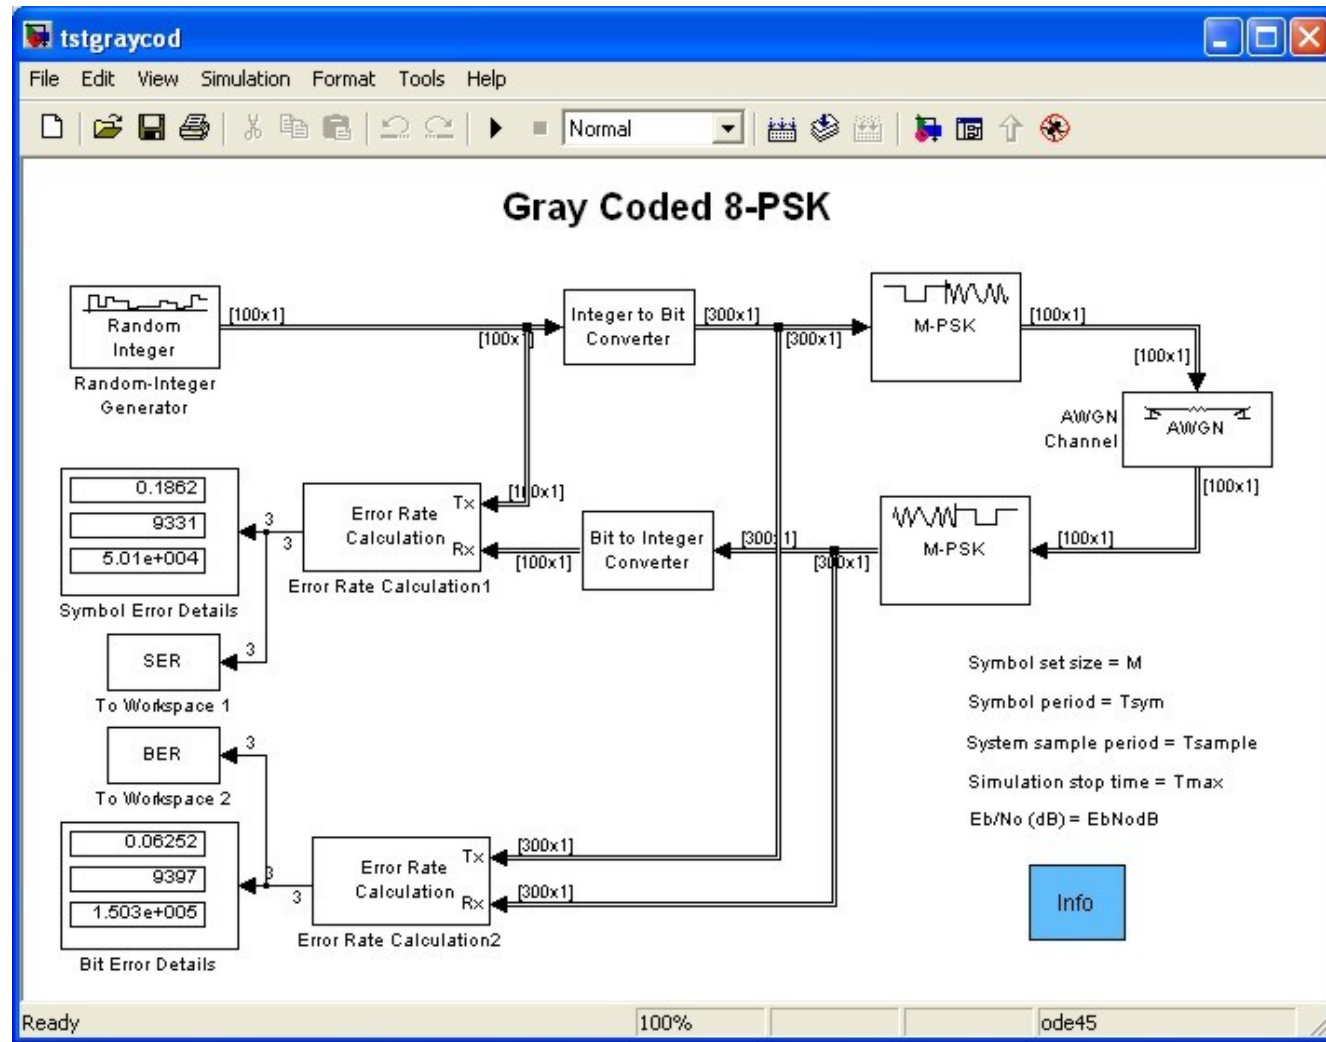 tstgraycod
File Edit View Simulation Format Tools Help
Normal
Gray Coded 8-PSK
Random
Integer
Random-Integer
Generator
[100x1]
[100x1]
Integer to Bit
Converter
[300x1]
[300x1]
M-PSK
[100x1]
[100x1]
AWGN
Channel
AWGN
[100x1]
0.1862
9331
5.01e+004
Symbol Error Details
3
3
Error Rate
Calculation
Tx
Rx
Error Rate Calculation1
[100x1]
[100x1]
Bit to Integer
Converter
[300x1]
[300x1]
M-PSK
[100x1]
SER
3
To Workspace 1
BER
3
To Workspace 2
Symbol set size = M
Symbol period = Tsym
System sample period = Tsample
Simulation stop time = Tmax
Eb/No (dB) = EbNodB
0.06252
9397
1.503e+005
Bit Error Details
3
3
Error Rate
Calculation
Tx
Rx
Error Rate Calculation2
[300x1]
[300x1]
Info
Ready 100% ode45